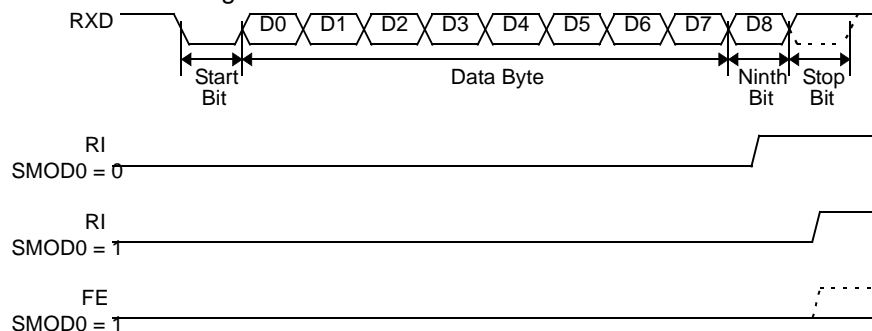 g
RXD D0 D1 D2 D3 D4 D5 D6 D7 D8
Start Bit Data Byte Ninth Bit Stop Bit
RI
SMOD0 = 0
RI
SMOD0 = 1
FE
SMOD0 = 1